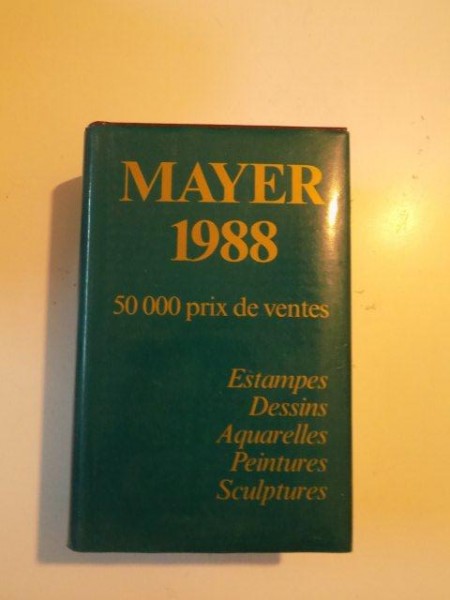 MAYER
1988
50 000 prix de ventes
Estampes
Dessins
Aquarelles
Peintures
Sculptures